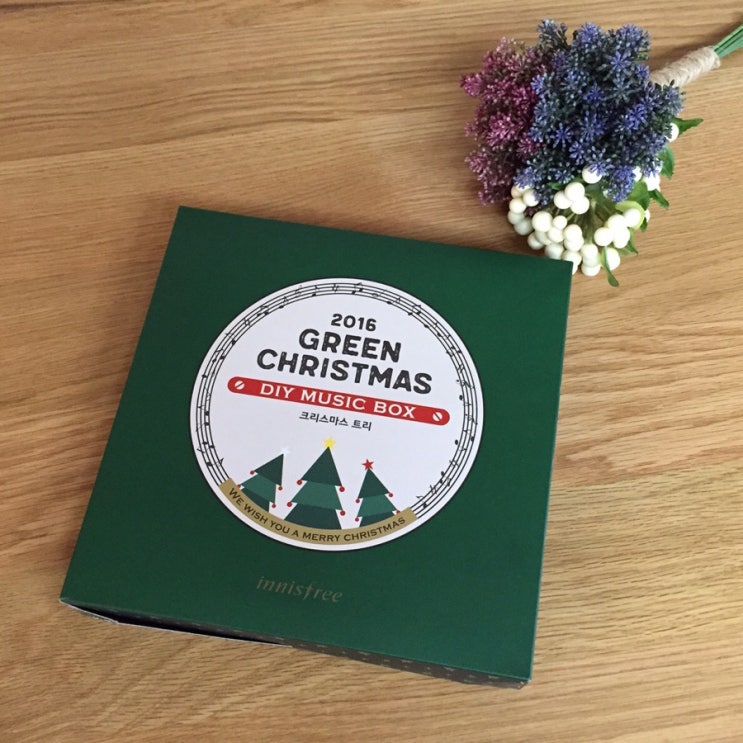 2016
GREEN
CHRISTMAS
DIY MUSIC BOX
크리스마스 트리
WE WISH YOU A MERRY CHRISTMAS
innisfree